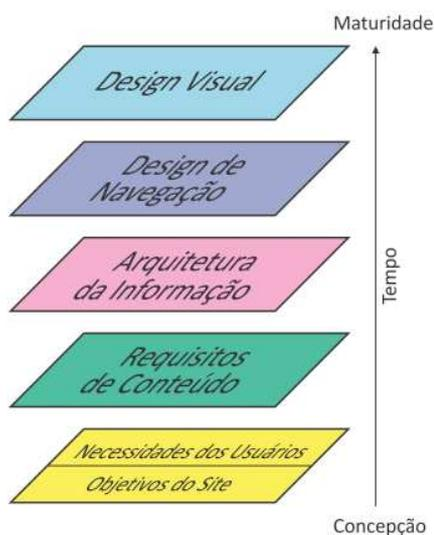 Maturidade
Design Visual
Design de
Navegação
Arquitetura
da Informação
Tempo
Requisitos
de Conteúdo
Necessidades dos Usuários
Objetivos do Site
Concepção